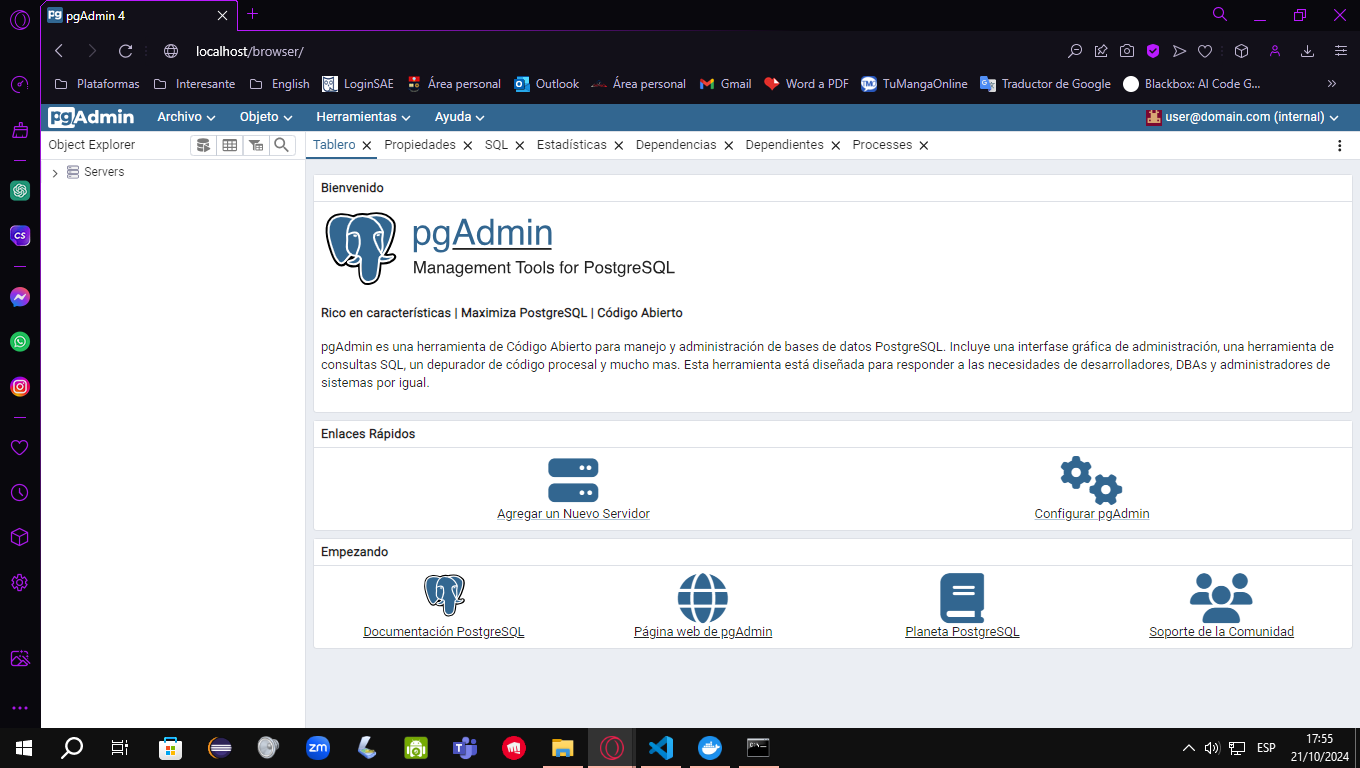 pgAdmin 4
localhost/browser/
Plataformas Interesante English LoginSAE Área personal Outlook Área personal Gmail Word a PDF TuMangaOnline Traductor de Google Blackbox: AI Code G...
pgAdmin Archivo Objeto Herramientas Ayuda user@domain.com (internal)
Object Explorer
Tablero Propiedades SQL Estadísticas Dependencias Dependientes Processes
Servers
Bienvenido
pgAdmin
Management Tools for PostgreSQL
Rico en características | Maximiza PostgreSQL | Código Abierto
pgAdmin es una herramienta de Código Abierto para manejo y administración de bases de datos PostgreSQL. Incluye una interfase gráfica de administración, una herramienta de
consultas SQL, un depurador de código procesal y mucho mas. Esta herramienta está diseñada para responder a las necesidades de desarrolladores, DBAs y administradores de
sistemas por igual.
Enlaces Rápidos
Agregar un Nuevo Servidor Configurar pgAdmin
Empezando
Documentación PostgreSQL Página web de pgAdmin Planeta PostgreSQL Soporte de la Comunidad
zm
ESP
17:55
21/10/2024